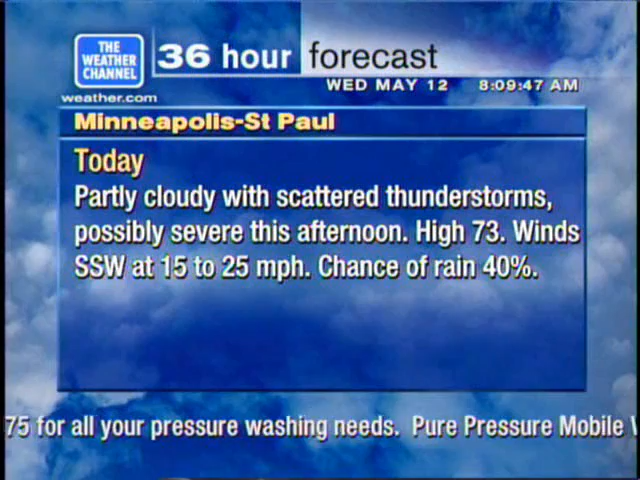 THE
WEATHER
CHANNEL
weather.com
36 hour forecast
WED MAY 12 8:09:47 AM
Minneapolis-St Paul
Today
Partly cloudy with scattered thunderstorms,
possibly severe this afternoon. High 73. Winds
SSW at 15 to 25 mph. Chance of rain 40%.
75 for all your pressure washing needs. Pure Pressure Mobile